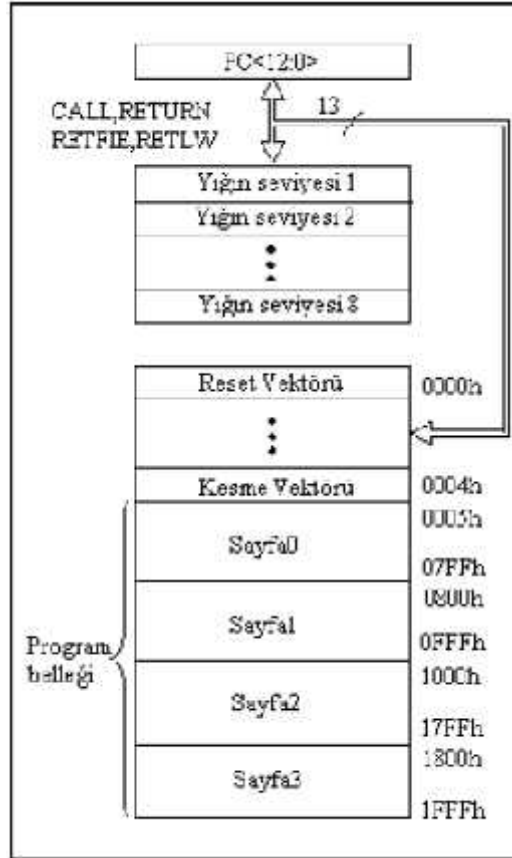 PC<12:0>
CALL,RETURN
RETFIE,RETLW
13
Yığın seviyesi 1
Yığın seviyesi 2
Yığın seviyesi 8
Reset Vektörü
0000h
Kesme Vektörü
0004h
0005h
Sayfa0
07FFh
0800h
Sayfa1
0FFFh
Program
belleği
1000h
Sayfa2
17FFh
1800h
Sayfa3
1FFFh